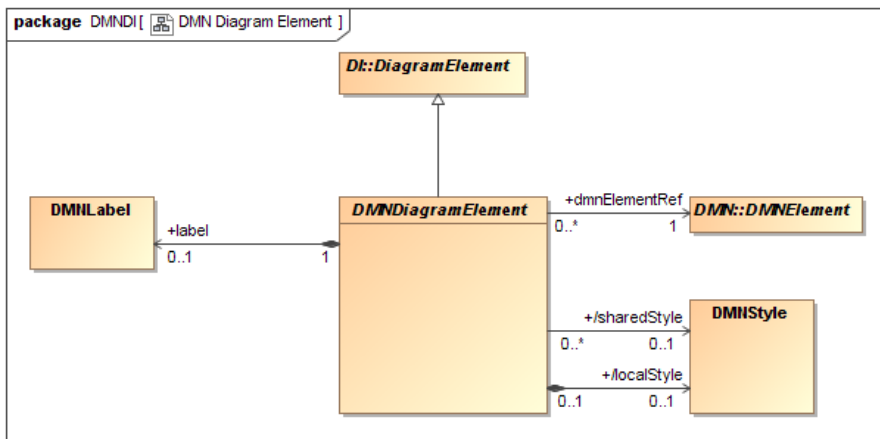 package DMNDI[ DMN Diagram Element ]
DI::DiagramElement
DMNLabel
DMNDiagramElement
+dmnElementRef
0..*
1
DMN::DMNElement
+label
0..1
1
+/sharedStyle
0..*
0..1
DMNStyle
+/localStyle
0..1
0..1